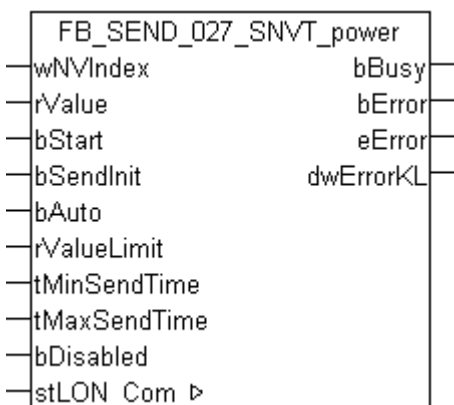 FB_SEND_027_SNVT_power
wNVIndex bBusy
rValue bError
bStart eError
bSendInit dwErrorKL
bAuto
rValueLimit
tMinSendTime
tMaxSendTime
bDisabled
stLON_Com ▷